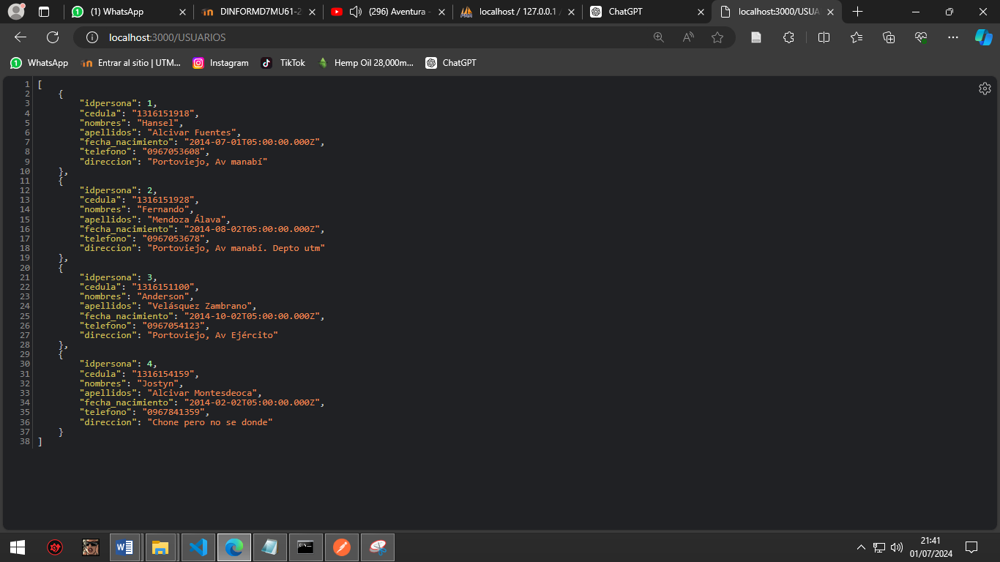 (1) WhatsApp
DINFORMD7MU61-2
(296) Aventura -
localhost / 127.0.0.1 /
ChatGPT
localhost:3000/USUA
localhost:3000/USUARIOS
WhatsApp
Entrar al sitio | UTM...
Instagram
TikTok
Hemp Oil 28,000m...
ChatGPT
1 [
2 {
3 "idpersona": 1,
4 "cedula": "1316151918",
5 "nombres": "Hansel",
6 "apellidos": "Alcivar Fuentes",
7 "fecha_nacimiento": "2014-07-01T05:00:00.000Z",
8 "telefono": "0967053608",
9 "direccion": "Portoviejo, Av manabí"
10 },
11 {
12 "idpersona": 2,
13 "cedula": "1316151928",
14 "nombres": "Fernando",
15 "apellidos": "Mendoza Álava",
16 "fecha_nacimiento": "2014-08-02T05:00:00.000Z",
17 "telefono": "0967053678",
18 "direccion": "Portoviejo, Av manabí. Depto utm"
19 },
20 {
21 "idpersona": 3,
22 "cedula": "1316151100",
23 "nombres": "Anderson",
24 "apellidos": "Velásquez Zambrano",
25 "fecha_nacimiento": "2014-10-02T05:00:00.000Z",
26 "telefono": "0967054123",
27 "direccion": "Portoviejo, Av Ejército"
28 },
29 {
30 "idpersona": 4,
31 "cedula": "1316154159",
32 "nombres": "Jostyn",
33 "apellidos": "Alcivar Montesdeoca",
34 "fecha_nacimiento": "2014-02-02T05:00:00.000Z",
35 "telefono": "0967841359",
36 "direccion": "Chone pero no se donde"
37 }
38 ]
21:41
01/07/2024